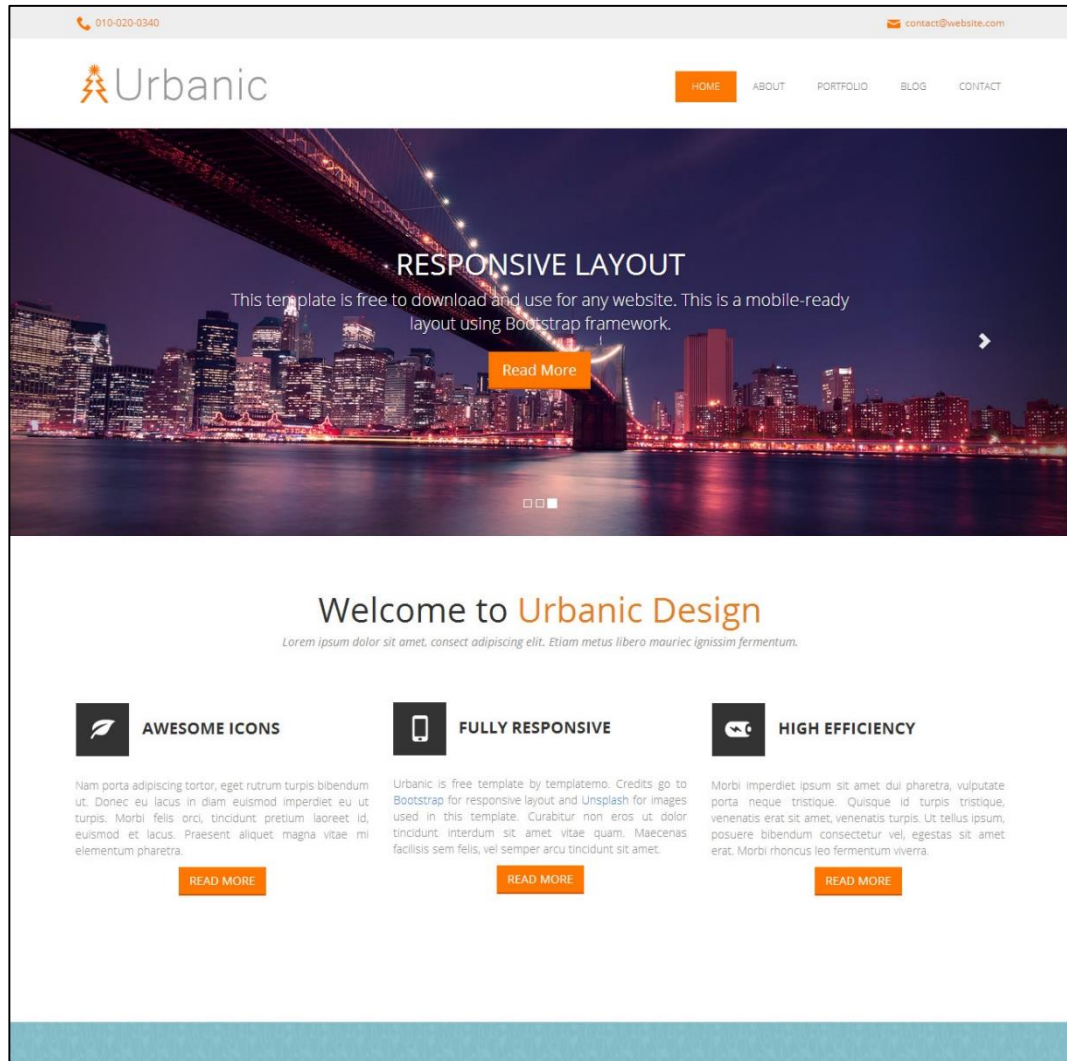 010-020-0340
contact@website.com
Urbanic
HOME
ABOUT
PORTFOLIO
BLOG
CONTACT
RESPONSIVE LAYOUT
This template is free to download and use for any website. This is a mobile-ready
layout using Bootstrap framework.
Read More
Welcome to Urbanic Design
Lorem ipsum dolor sit amet, consect adipiscing elit. Etiam metus libero mauriec ignissim fermentum.
AWESOME ICONS
Nam porta adipiscing tortor, eget rutrum turpis bibendum
ut. Donec eu lacus in diam euismod imperdiet eu ut
turpis. Morbi felis orci, tincidunt pretium laoreet id,
euismod et lacus. Praesent aliquet magna vitae mi
elementum pharetra.
READ MORE
FULLY RESPONSIVE
Urbanic is free template by templatemo. Credits go to
Bootstrap for responsive layout and Unsplash for images
used in this template. Curabitur non eros ut dolor
tincidunt interdum sit amet vitae quam. Maecenas
facilisis sem felis, vel semper arcu tincidunt sit amet.
READ MORE
HIGH EFFICIENCY
Morbi imperdiet ipsum sit amet dui pharetra, vulputate
porta neque tristique. Quisque id turpis tristique,
venenatis erat sit amet, venenatis turpis. Ut tellus ipsum,
posuere bibendum consectetur vel, egestas sit amet
erat. Morbi rhoncus leo fermentum viverra.
READ MORE